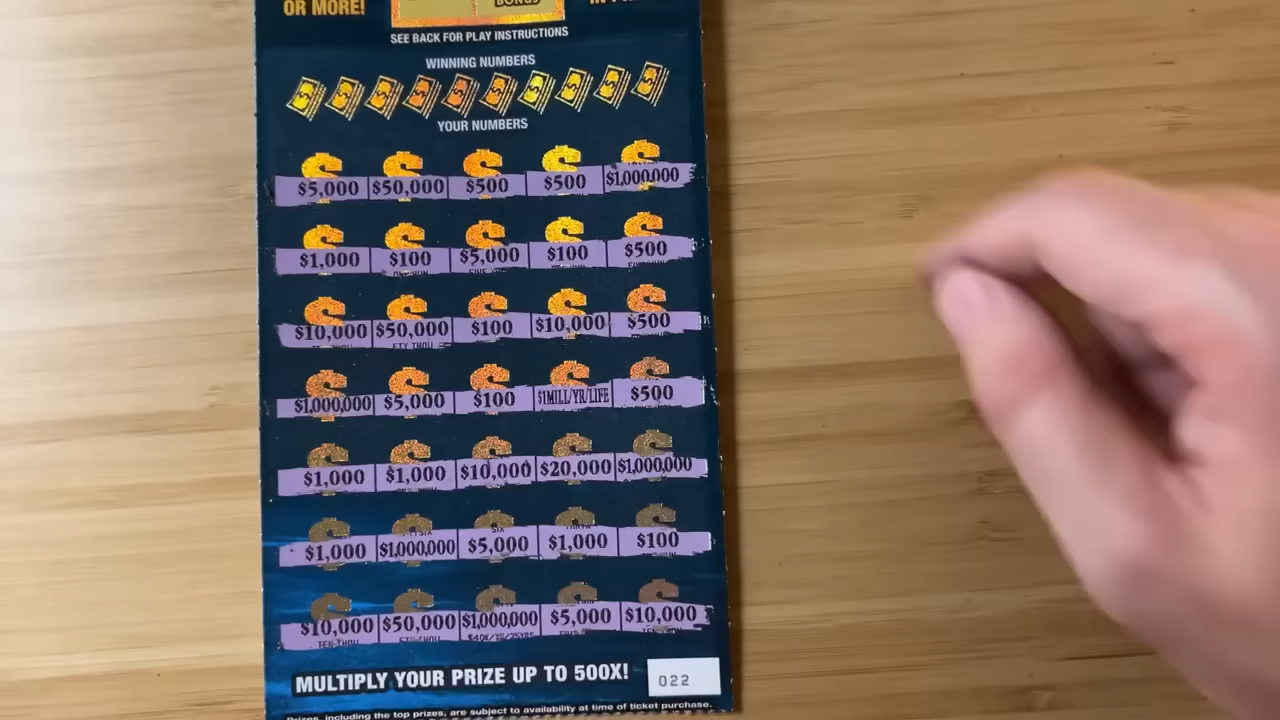 OR MORE!
BONUS
SEE BACK FOR PLAY INSTRUCTIONS
WINNING NUMBERS
YOUR NUMBERS
$5,000 $50,000 $500 $500 $1,000,000
$1,000 $100 $5,000 $100 $500
$10,000 $50,000 $100 $10,000 $500
$1,000,000 $5,000 $100 $1MILL/YR/LIFE $500
$1,000 $1,000 $10,000 $20,000 $1,000,000
$1,000 $1,000,000 $5,000 $1,000 $100
$10,000 $50,000 $1,000,000 $5,000 $10,000
MULTIPLY YOUR PRIZE UP TO 500X!
022
Prizes, including the top prizes, are subject to availability at time of ticket purchase.